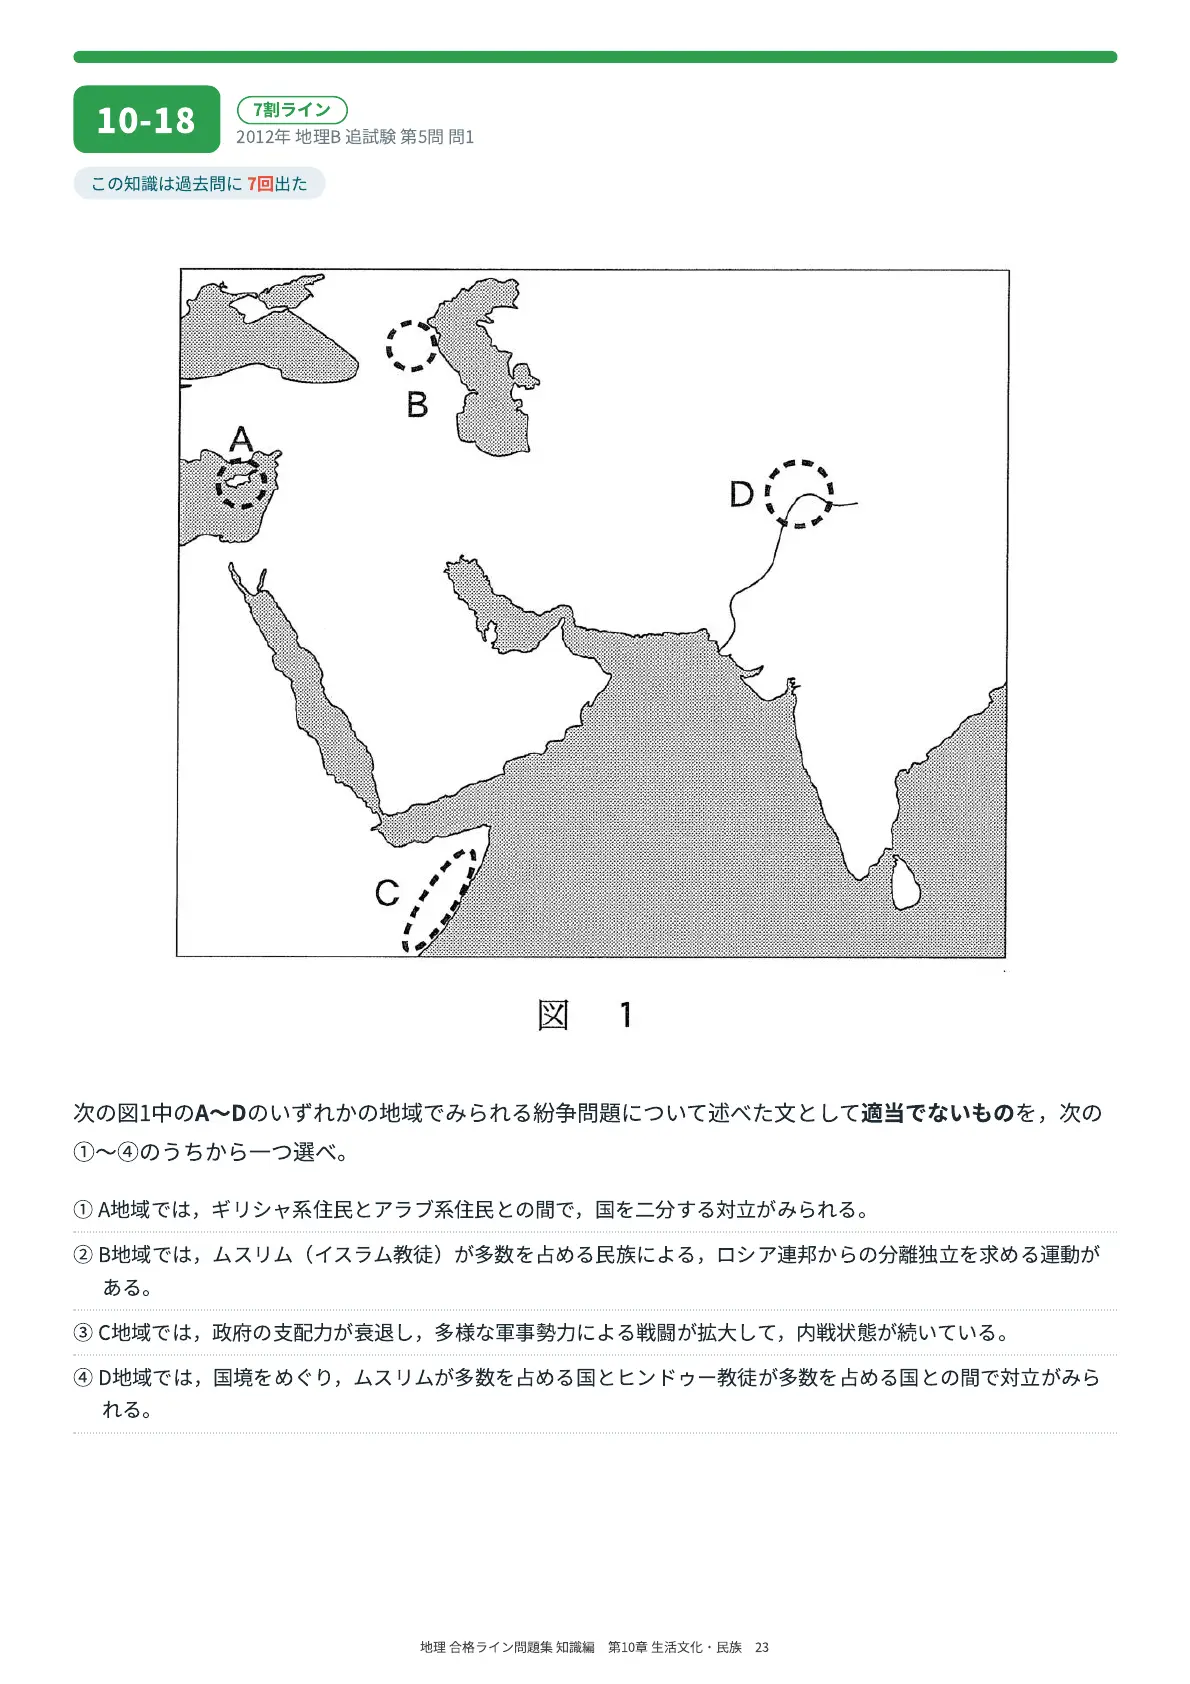 10-18
7割ライン
2012年 地理B 追試験 第5問 問1
この知識は過去問に 7回出た
A
B
C
D
図 1
次の図1中のA〜Dのいずれかの地域でみられる紛争問題について述べた文として適当でないものを，次の
①〜④のうちから一つ選べ。
① A地域では，ギリシャ系住民とアラブ系住民との間で，国を二分する対立がみられる。
② B地域では，ムスリム（イスラム教徒）が多数を占める民族による，ロシア連邦からの分離独立を求める運動が
ある。
③ C地域では，政府の支配力が衰退し，多様な軍事勢力による戦闘が拡大して，内戦状態が続いている。
④ D地域では，国境をめぐり，ムスリムが多数を占める国とヒンドゥー教徒が多数を占める国との間で対立がみら
れる。
地理 合格ライン問題集 知識編　第10章 生活文化・民族　23